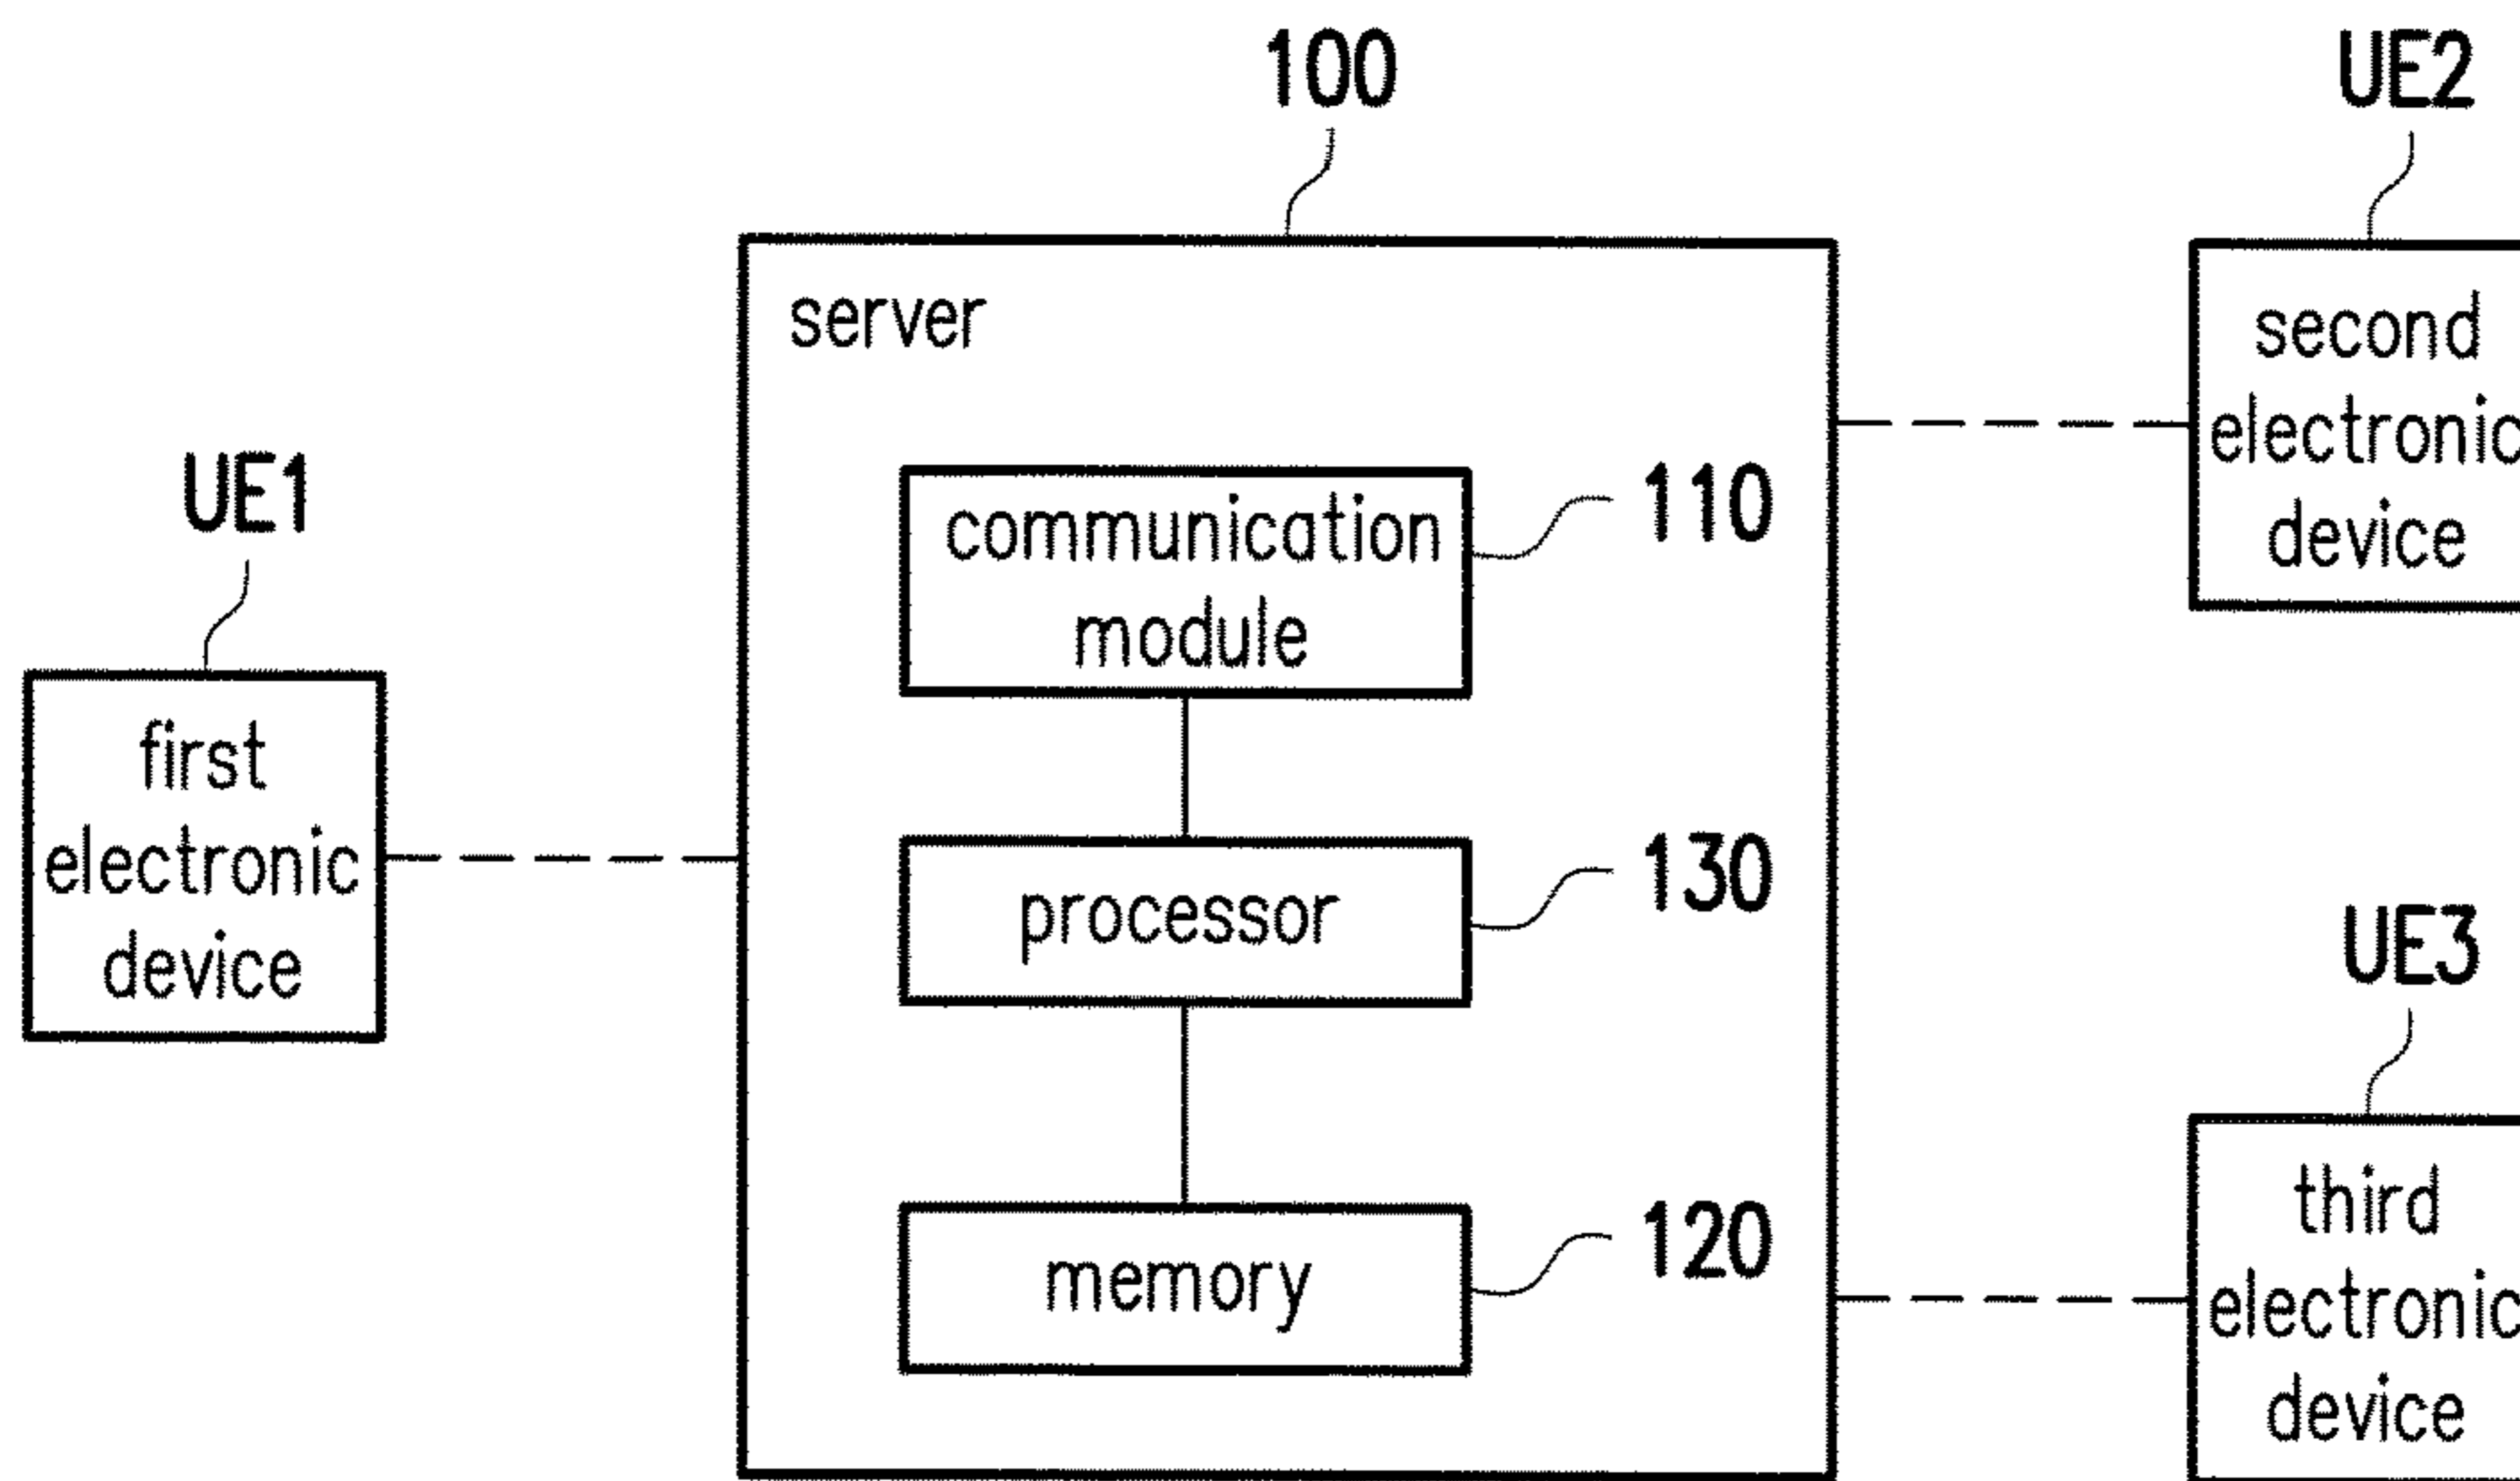 100
UE2
server
second
electronic
device
UE1
110
communication
module
first
electronic
device
130
processor
UE3
120
memory
third
electronic
device